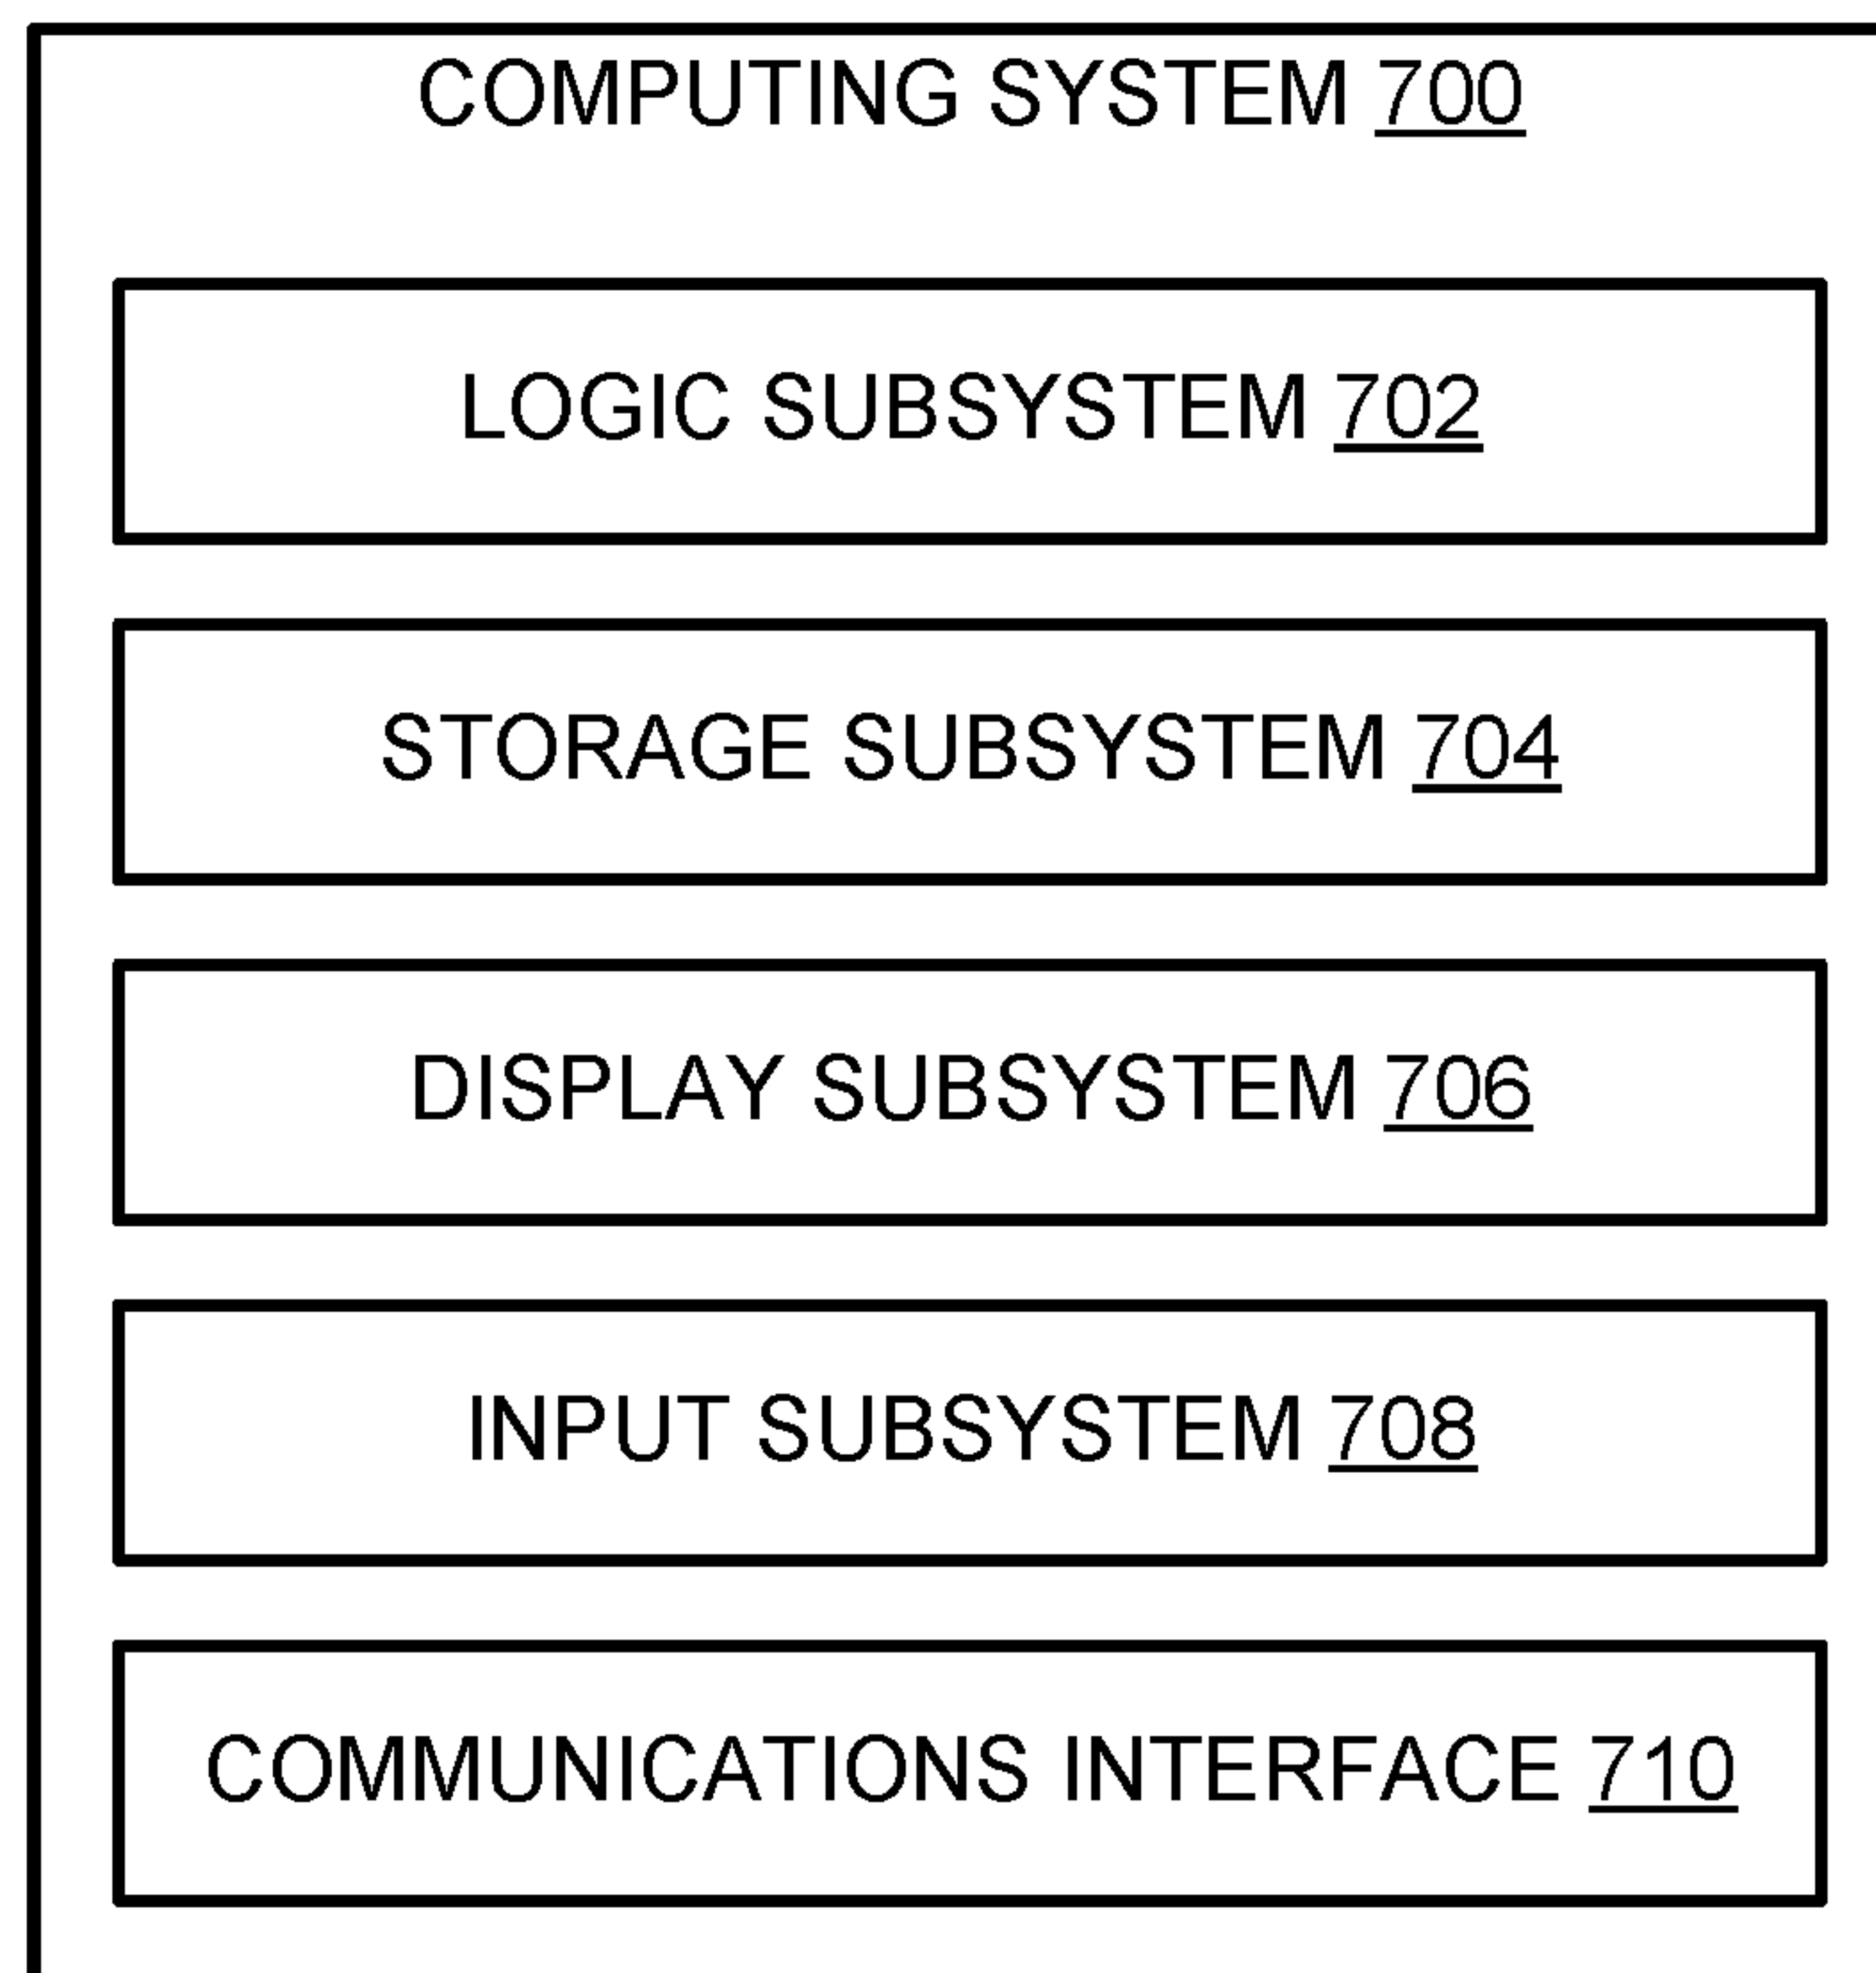 COMPUTING SYSTEM 700
LOGIC SUBSYSTEM 702
STORAGE SUBSYSTEM 704
DISPLAY SUBSYSTEM 706
INPUT SUBSYSTEM 708
COMMUNICATIONS INTERFACE 710